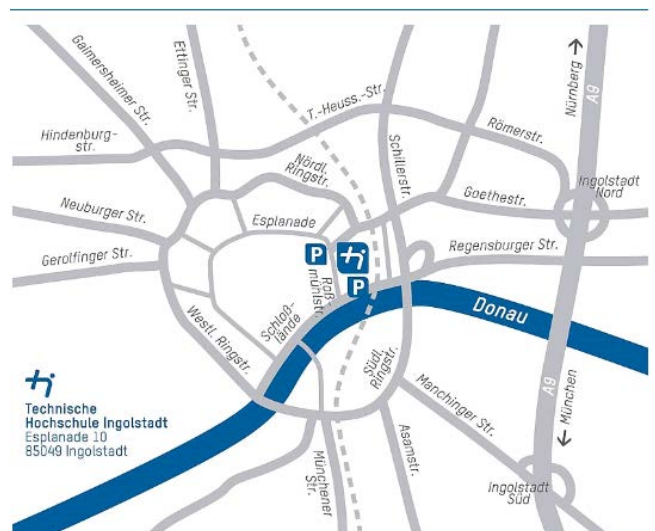 Gaimersheimer Str.
Ettinger Str.
T.-Heuss.-Str.
Nürnberg
A9
Hindenburg-
str.
Römerstr.
Nördl.
Ringstr.
Schillerstr.
Ingolstadt
Nord
Goethestr.
Neuburger Str.
Esplanade
Gerolfinger Str.
Regensburger Str.
P
P
Roß-
mühlstr.
Schloß-
lände
Donau
Westl. Ringstr.
Südl.
Ringstr.
Manchinger Str.
A9
München
Technische
Hochschule Ingolstadt
Esplanade 10
85049 Ingolstadt
Asamstr.
Münchener
Str.
Ingolstadt
Süd